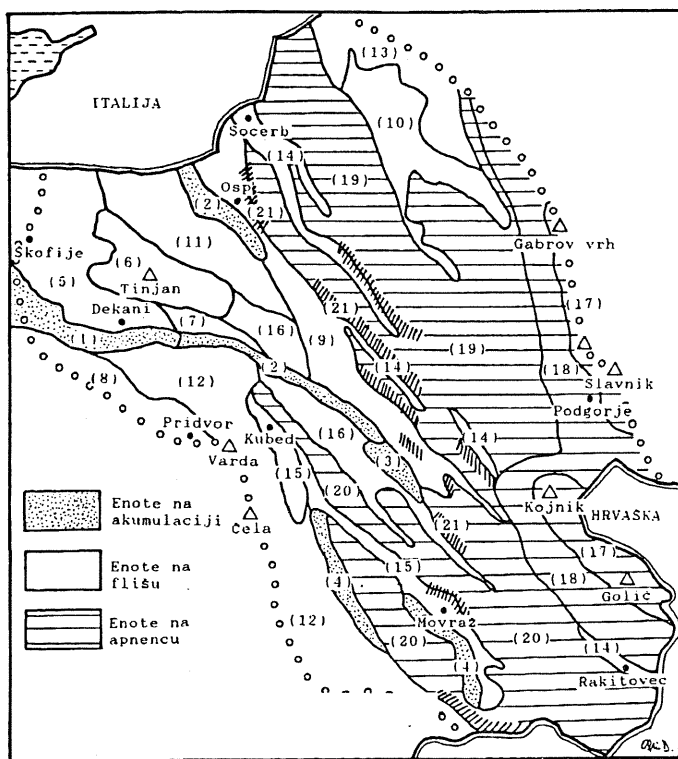 (13)
ITALIJA
(10)
Socerb
(14)
(19)
(2)
Osp
(21)
Gabrov vrh
(11)
Škofije
(6)
(5)
Tinjan
(17)
Dekani
(7)
(21)
(16)
(9)
(1)
(19)
(2)
(14)
(18)
(8)
(12)
Slavnik
Podgorje
Pridvor
Kubed
(16)
(14)
Varda
(3)
(15)
(20)
Kojnik
Enote na
akumulaciji
Čela
HRVAŠKA
(21)
(17)
Enote na
flišu
(15)
(4)
(18)
Golič
(12)
Movraž
Enote na
apnencu
(20)
(20)
(14)
(4)
Rakitovec